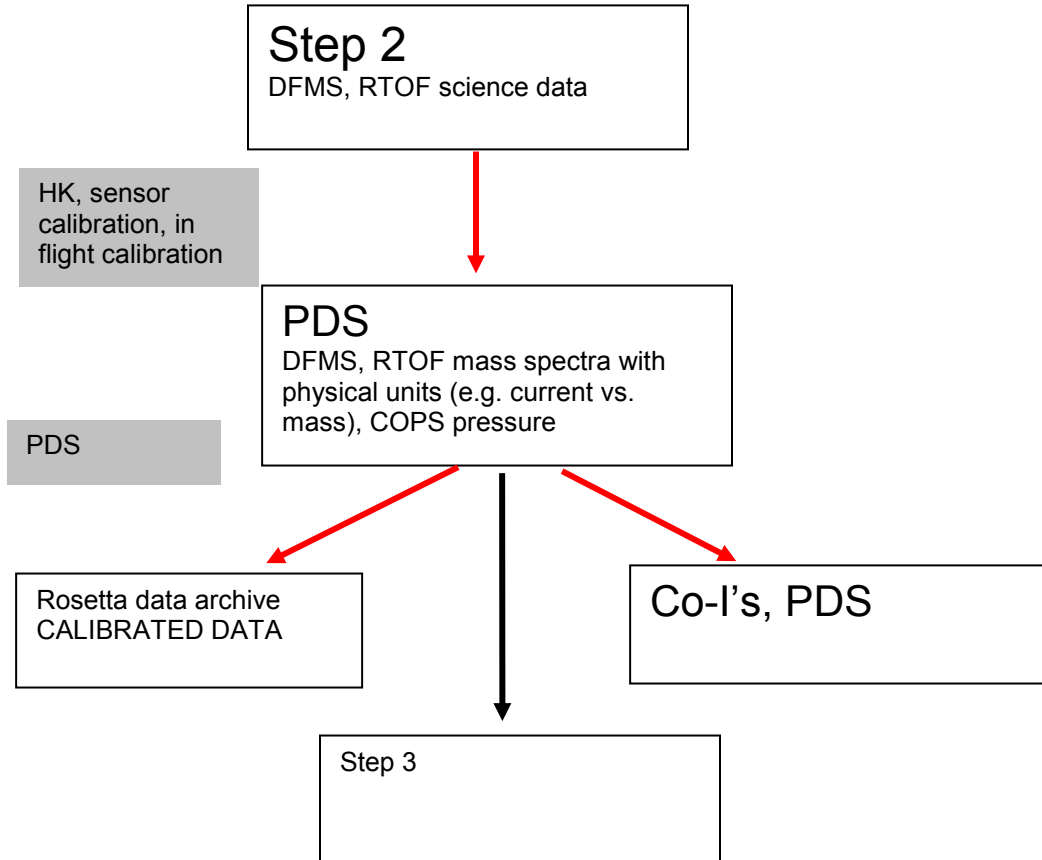 Step 2
DFMS, RTOF science data
HK, sensor
calibration, in
flight calibration
PDS
DFMS, RTOF mass spectra with
physical units (e.g. current vs.
mass), COPS pressure
PDS
Rosetta data archive
CALIBRATED DATA
Co-I’s, PDS
Step 3